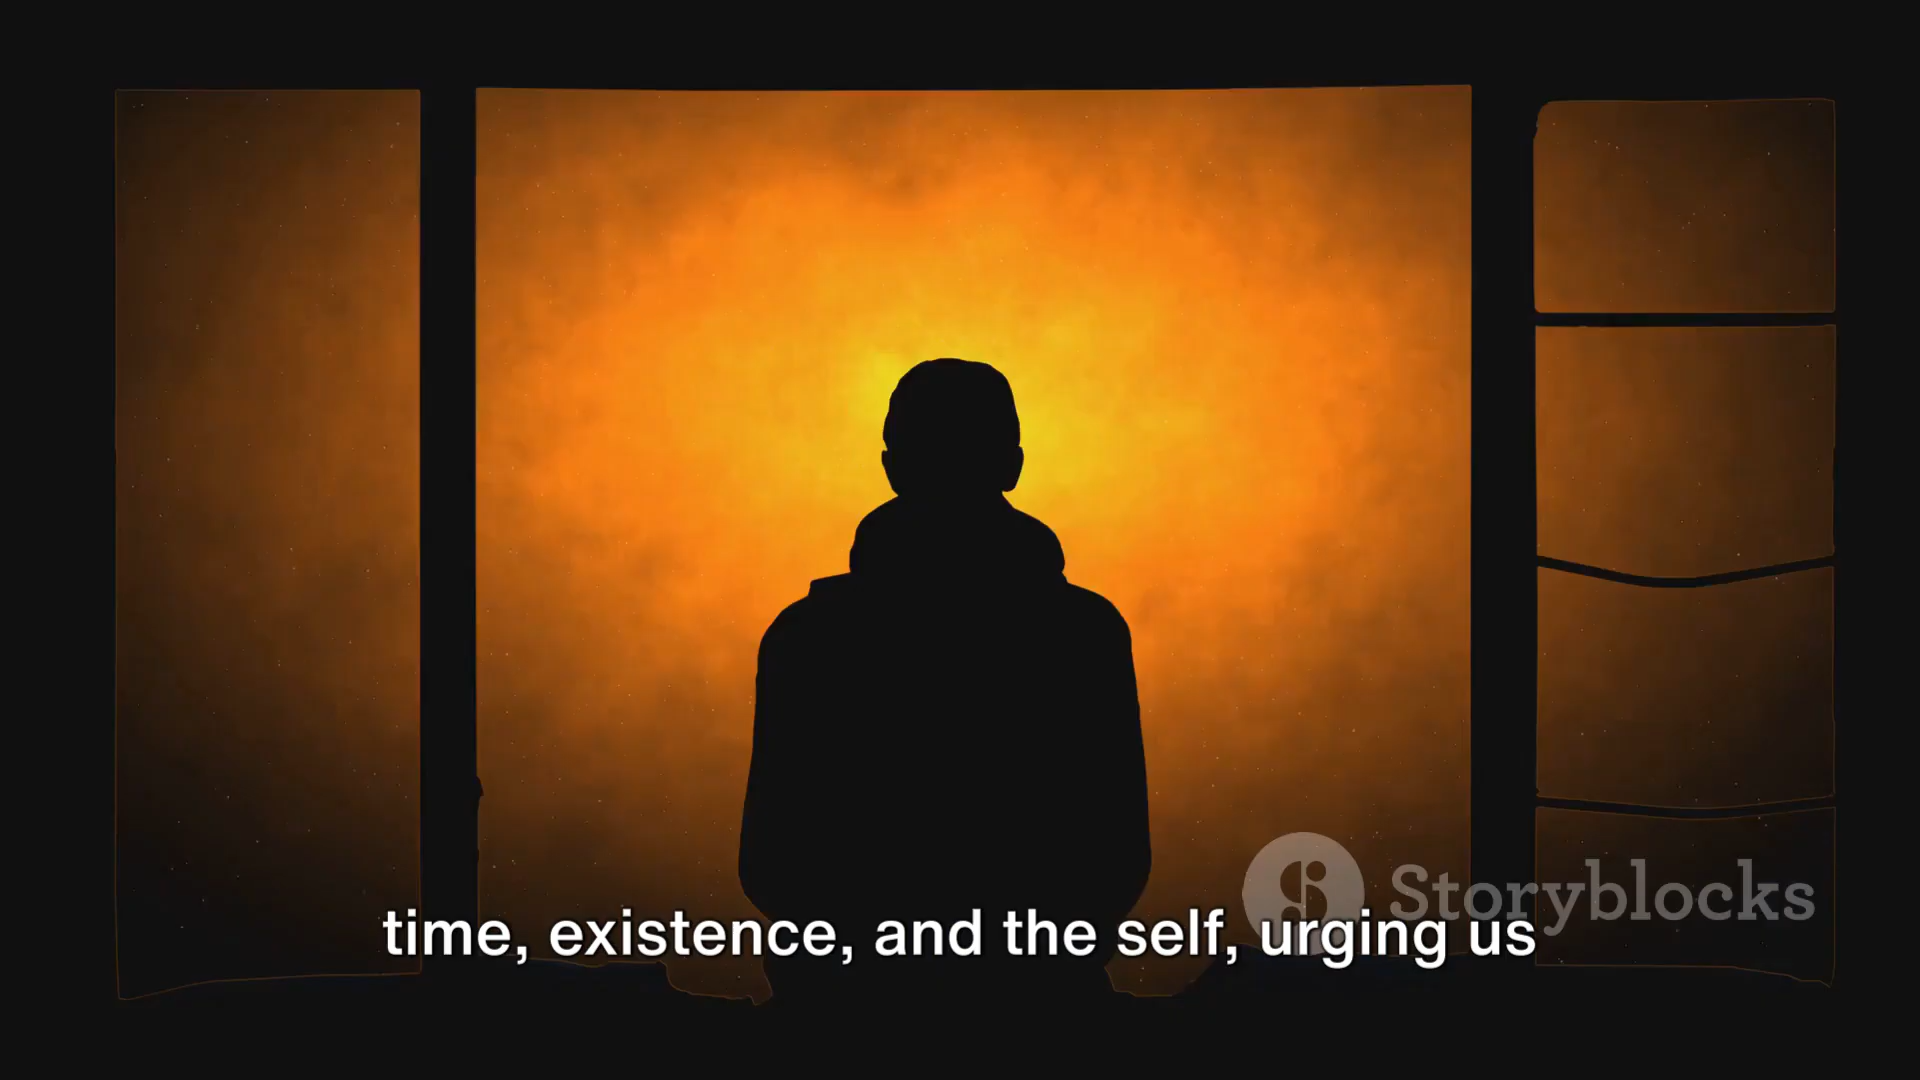 Storyblocks
time, existence, and the self, urging us